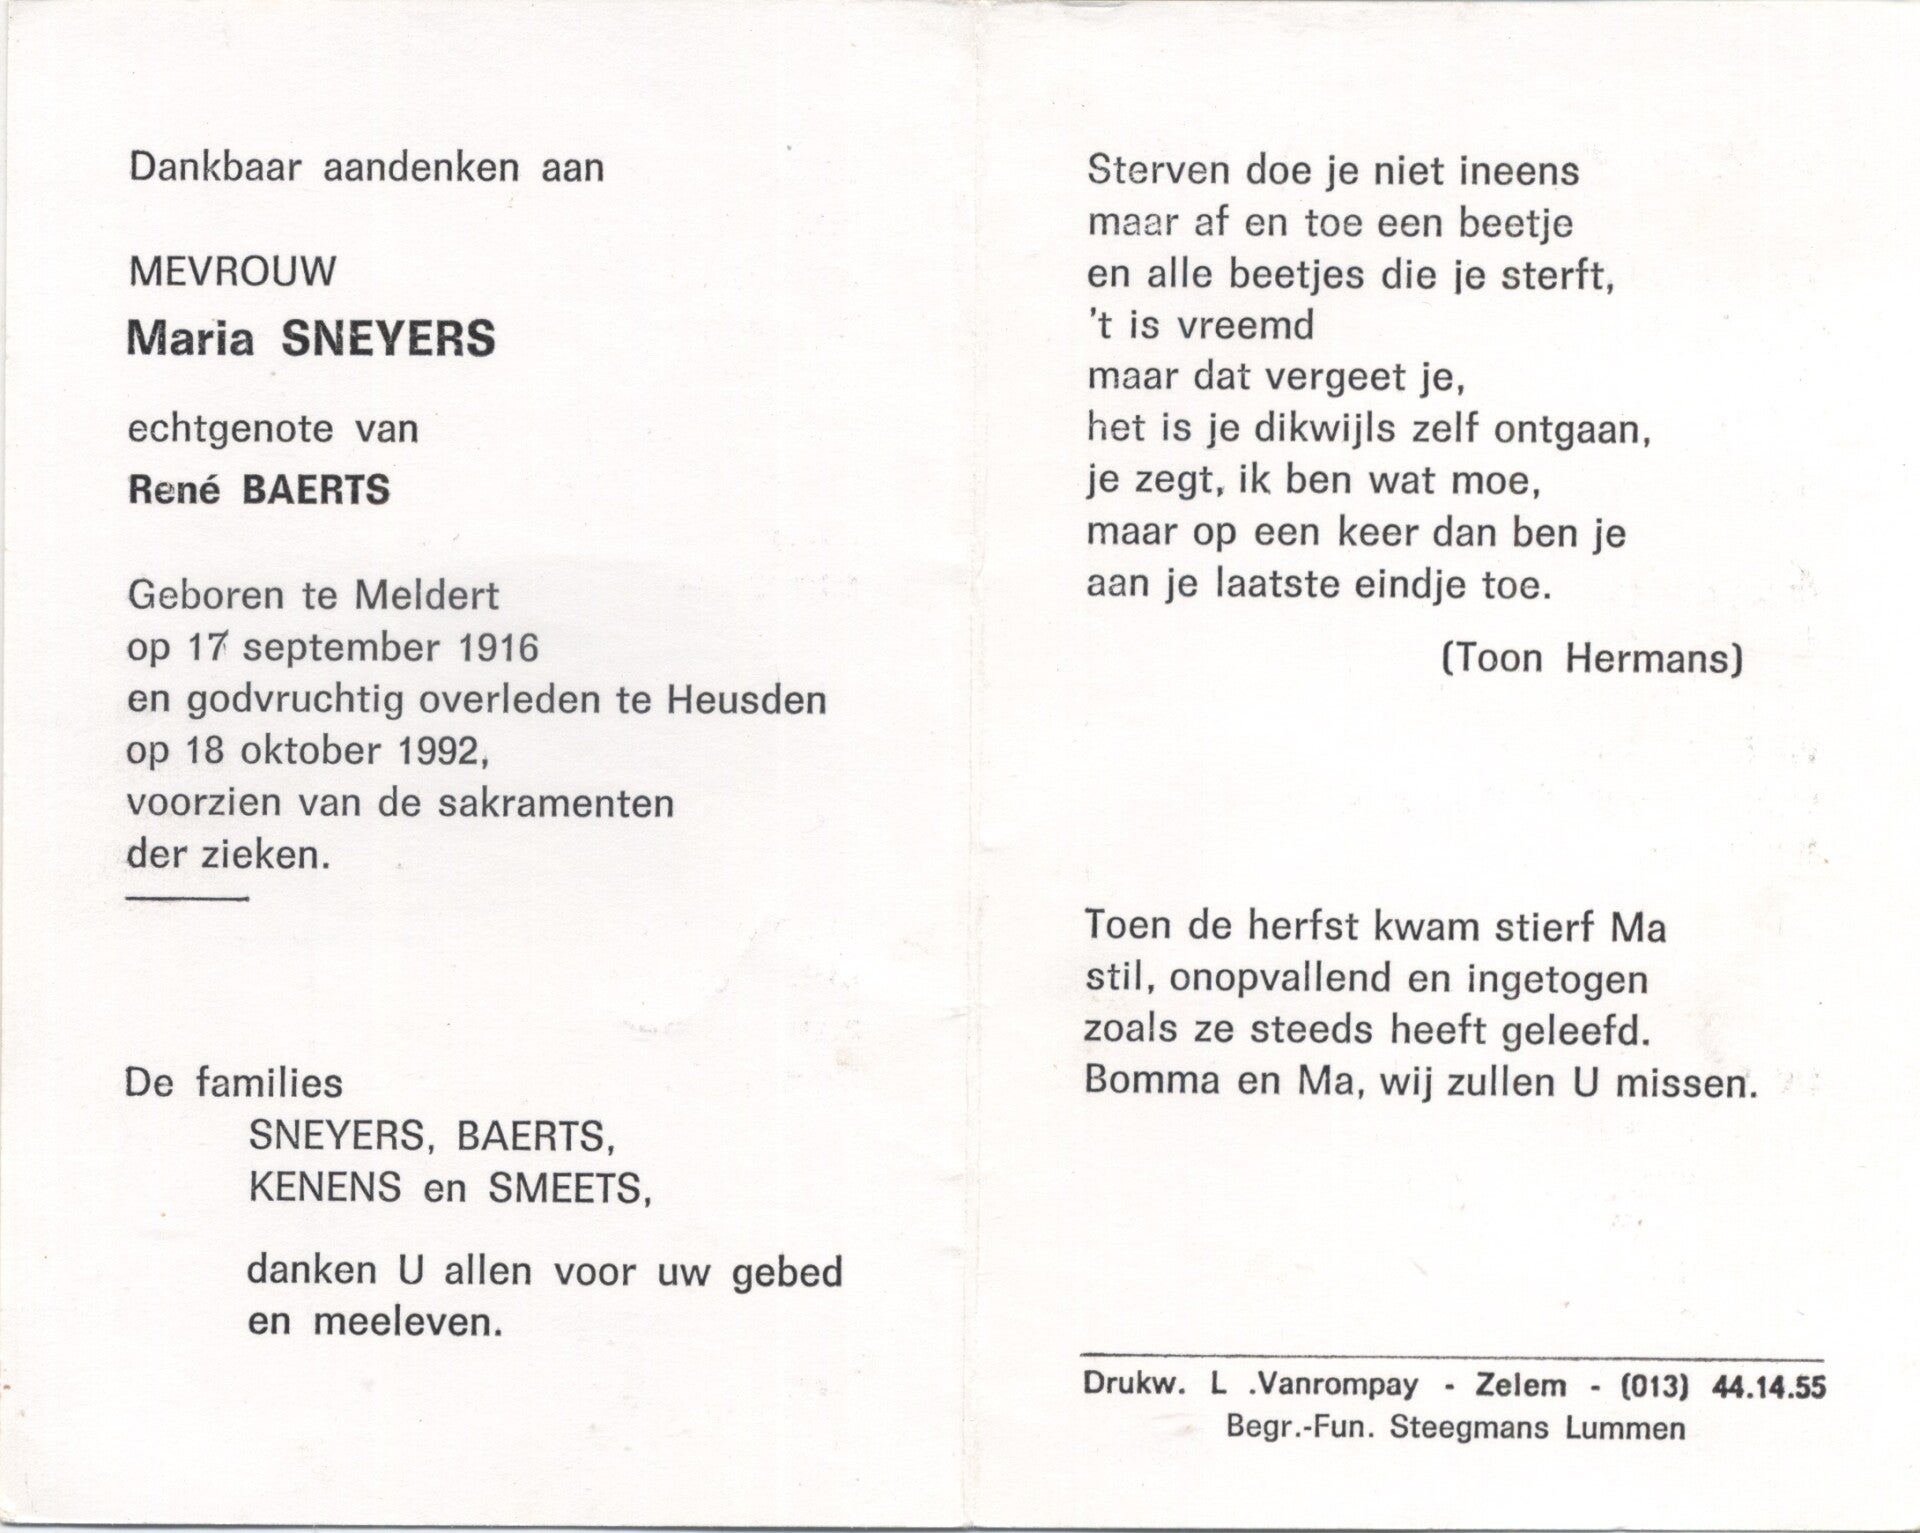 Dankbaar aandenken aan
MEVROUW
Maria SNEYERS
echtgenote van
René BAERTS
Geboren te Meldert
op 17 september 1916
en godvruchtig overleden te Heusden
op 18 oktober 1992,
voorzien van de sakramenten
der zieken.
De families
SNEYERS, BAERTS,
KENENS en SMEETS,
danken U allen voor uw gebed
en meeleven.
Sterven doe je niet ineens
maar af en toe een beetje
en alle beetjes die je sterft,
't is vreemd
maar dat vergeet je,
het is je dikwijls zelf ontgaan,
je zegt, ik ben wat moe,
maar op een keer dan ben je
aan je laatste eindje toe.
(Toon Hermans)
Toen de herfst kwam stierf Ma
stil, onopvallend en ingetogen
zoals ze steeds heeft geleefd.
Bomma en Ma, wij zullen U missen.
Drukw. L .Vanrompay - Zelem - (013) 44.14.55
Begr.-Fun. Steegmans Lummen